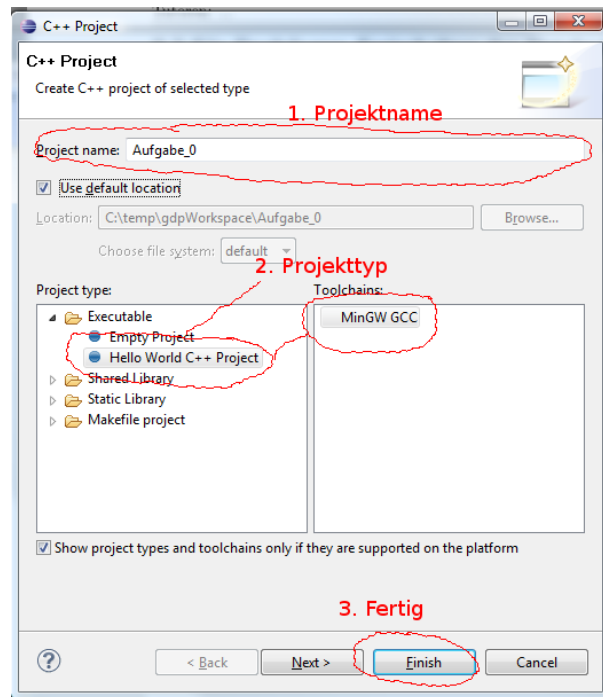 C++ Project
C++ Project
Create C++ project of selected type
1. Projektname
Project name: Aufgabe_0
Use default location
Location: C:\temp\gdpWorkspace\Aufgabe_0 Browse...
Choose file system: default
2. Projekttyp
Project type: Toolchains:
Executable MinGW GCC
Empty Project
Hello World C++ Project
Shared Library
Static Library
Makefile project
Show project types and toolchains only if they are supported on the platform
3. Fertig
? < Back Next > Finish Cancel